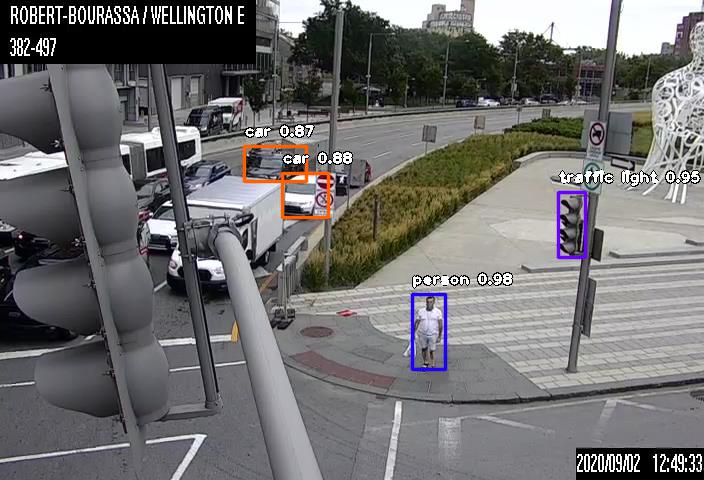 ROBERT-BOURASSA / WELLINGTON E
382-497
car 0.87
car 0.88
traffic light 0.95
person 0.98
2020/09/02 12:49:33